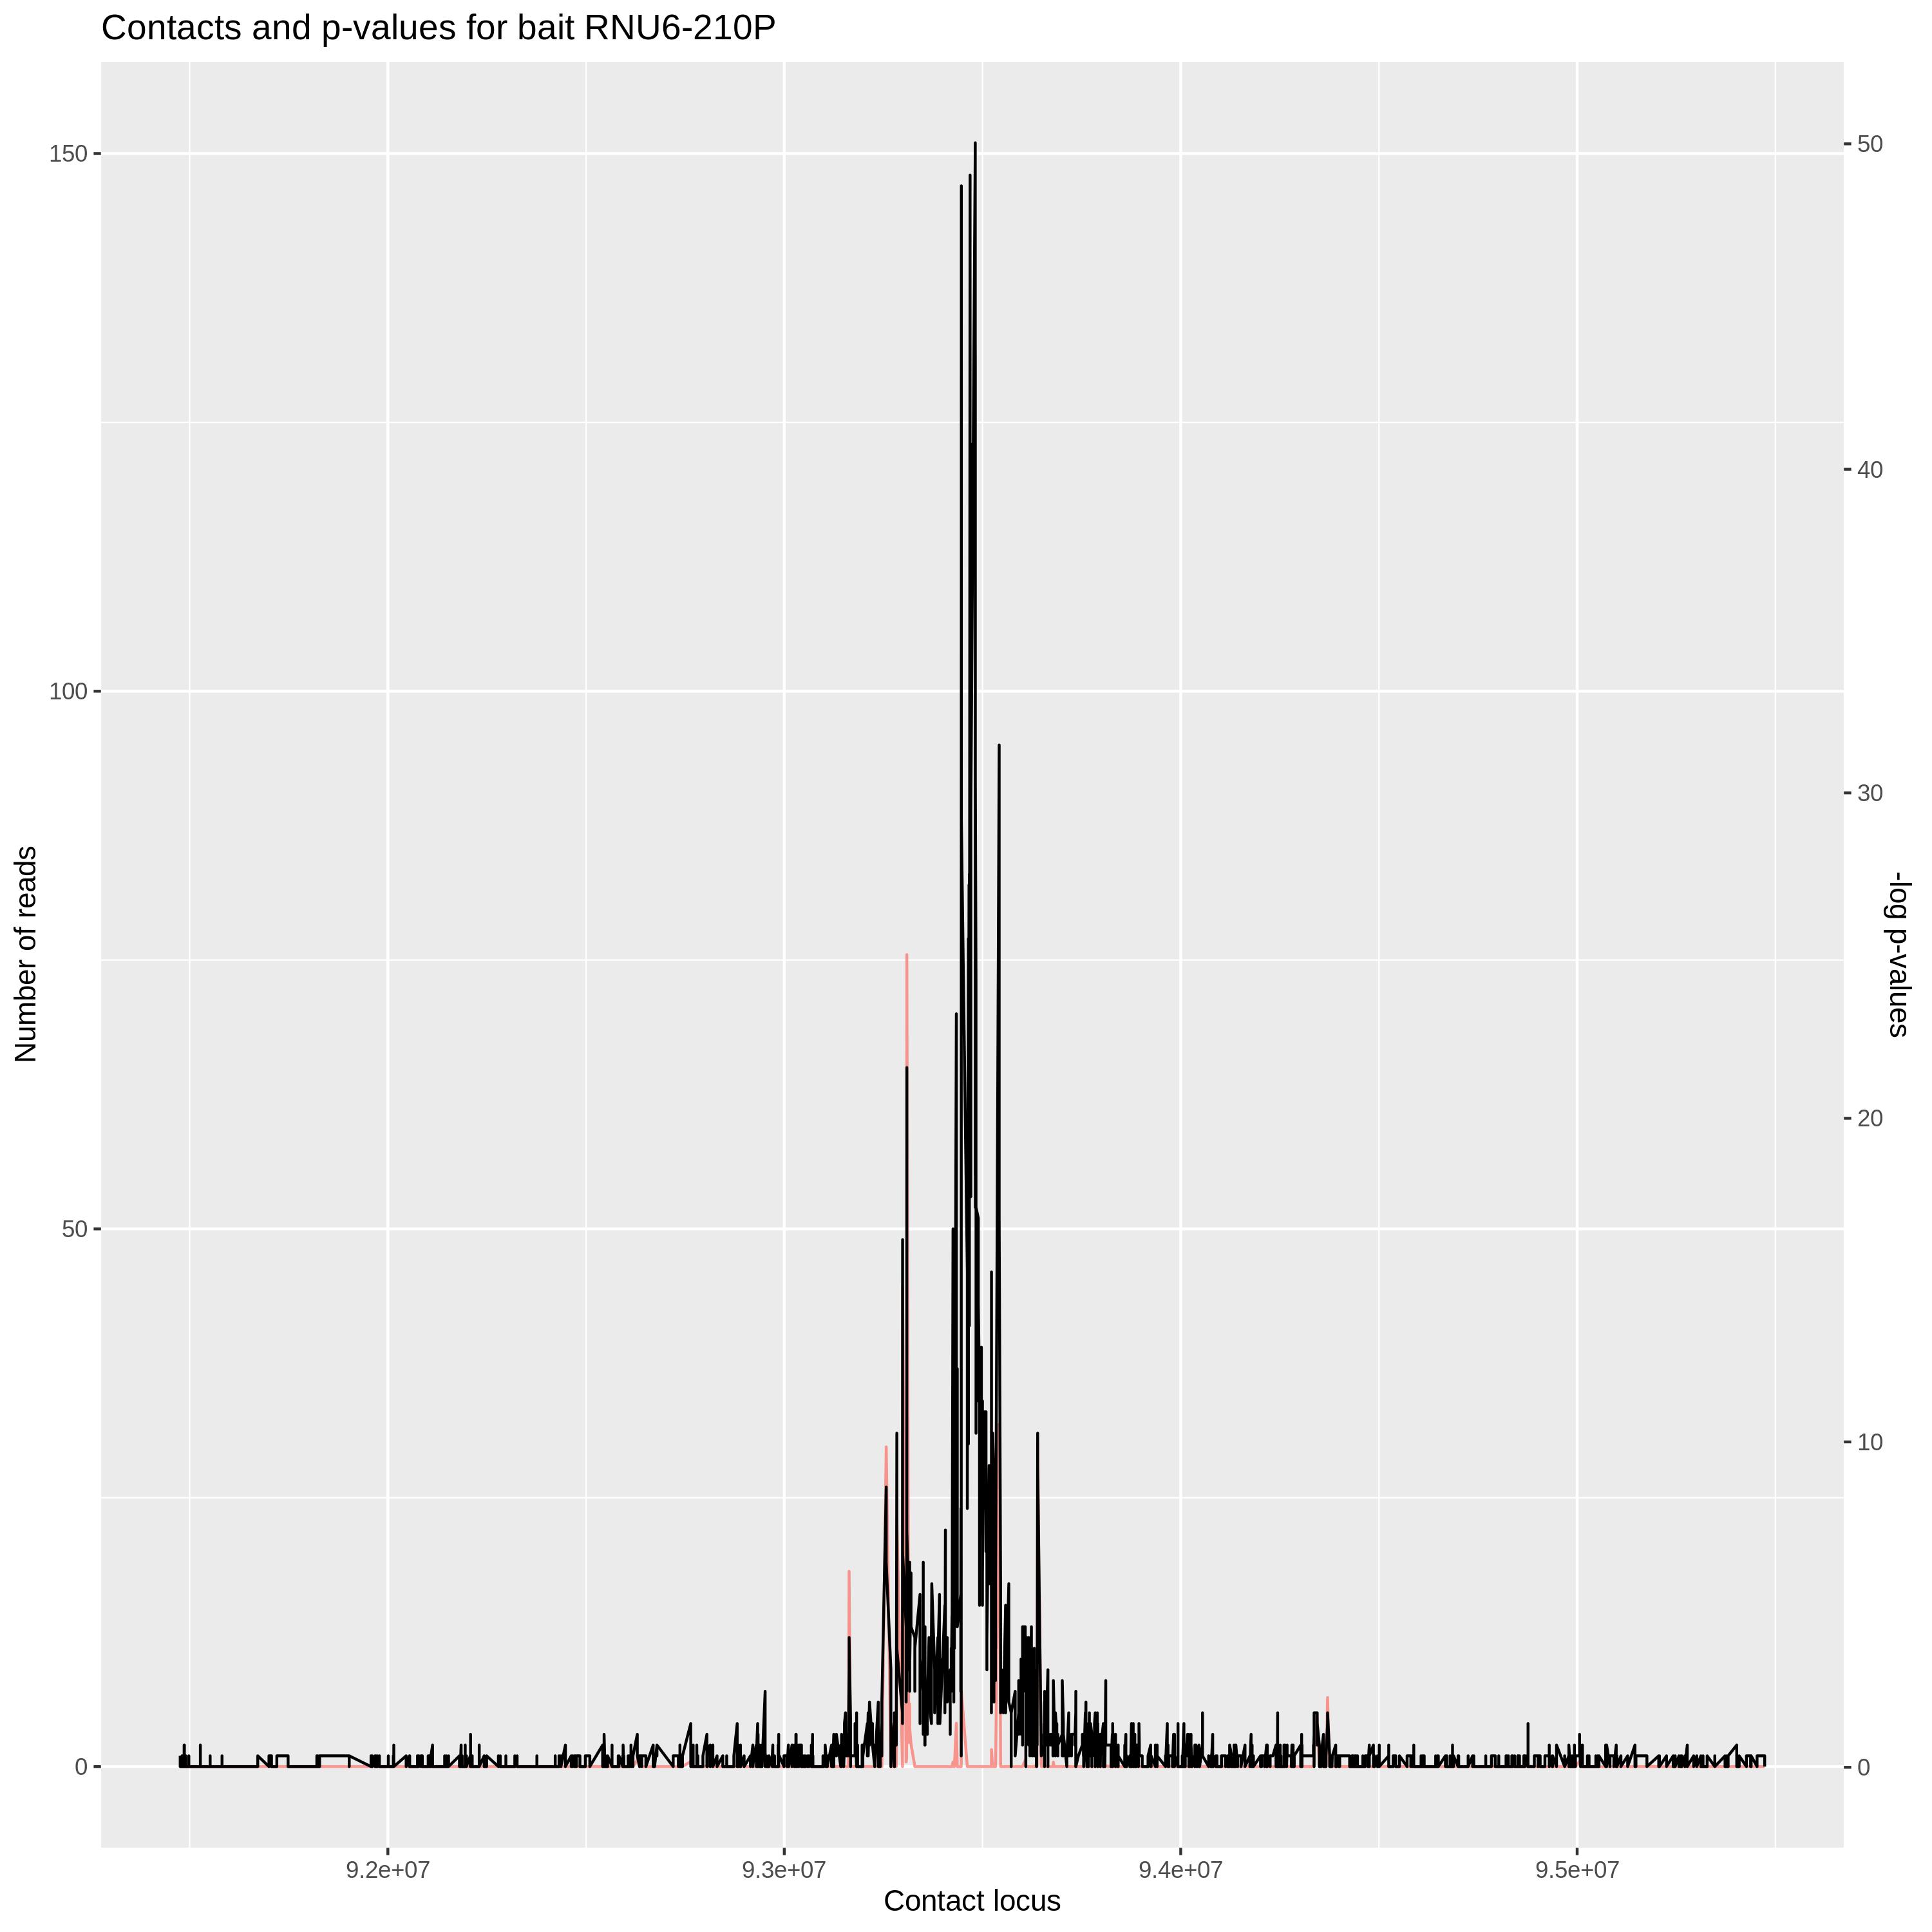 Contacts and p-values for bait RNU6-210P
150
100
50
0
Number of reads
50
40
30
20
10
0
-log p-values
9.2e+07
9.3e+07
9.4e+07
9.5e+07
Contact locus